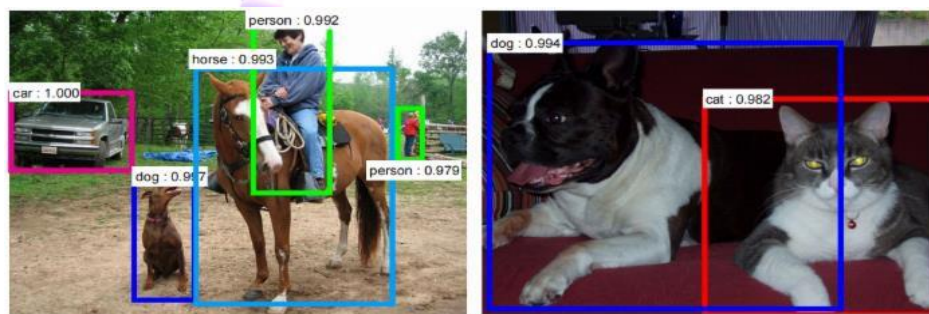 person : 0.992
horse : 0.993
car : 1.000
dog : 0.997
person : 0.979
dog : 0.994
cat : 0.982